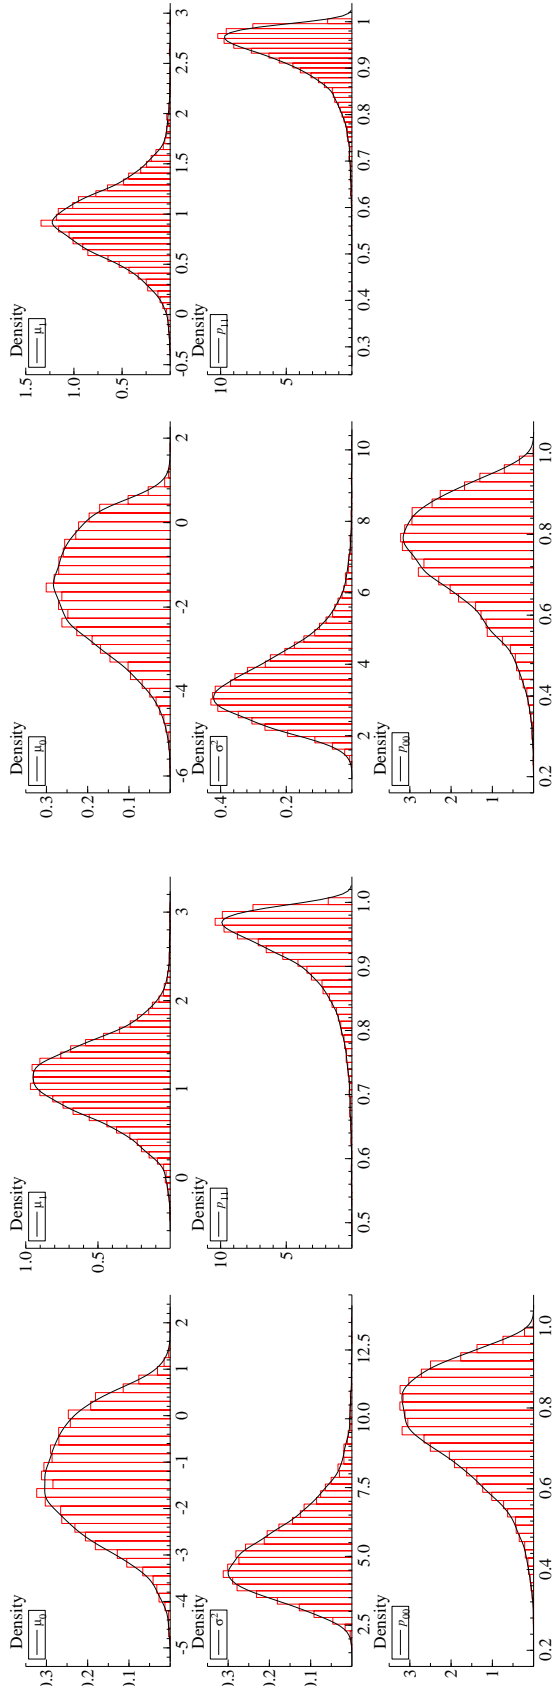 Density
μ₀
0.3
0.2
0.1
-5 -4 -3 -2 -1 0 1 2
Density
μ₁
1.0
0.5
0 1 2 3
Density
μ₀
0.3
0.2
0.1
-6 -4 -2 0 2
Density
μ₁
1.5
1.0
0.5
-0.5 0 0.5 1 1.5 2 2.5 3
Density
σ²
0.3
0.1
2.5 5.0 7.5 10.0 12.5
Density
p₁₁
10
5
0.5 0.6 0.7 0.8 0.9 1.0
Density
σ²
0.4
0.2
2 4 6 8 10
Density
p₁₁
10
5
0.3 0.4 0.5 0.6 0.7 0.8 0.9 1
Density
p₀₀
3
2
1
0.2 0.4 0.6 0.8 1.0
Density
p₀₀
3
2
1
0.2 0.4 0.6 0.8 1.0